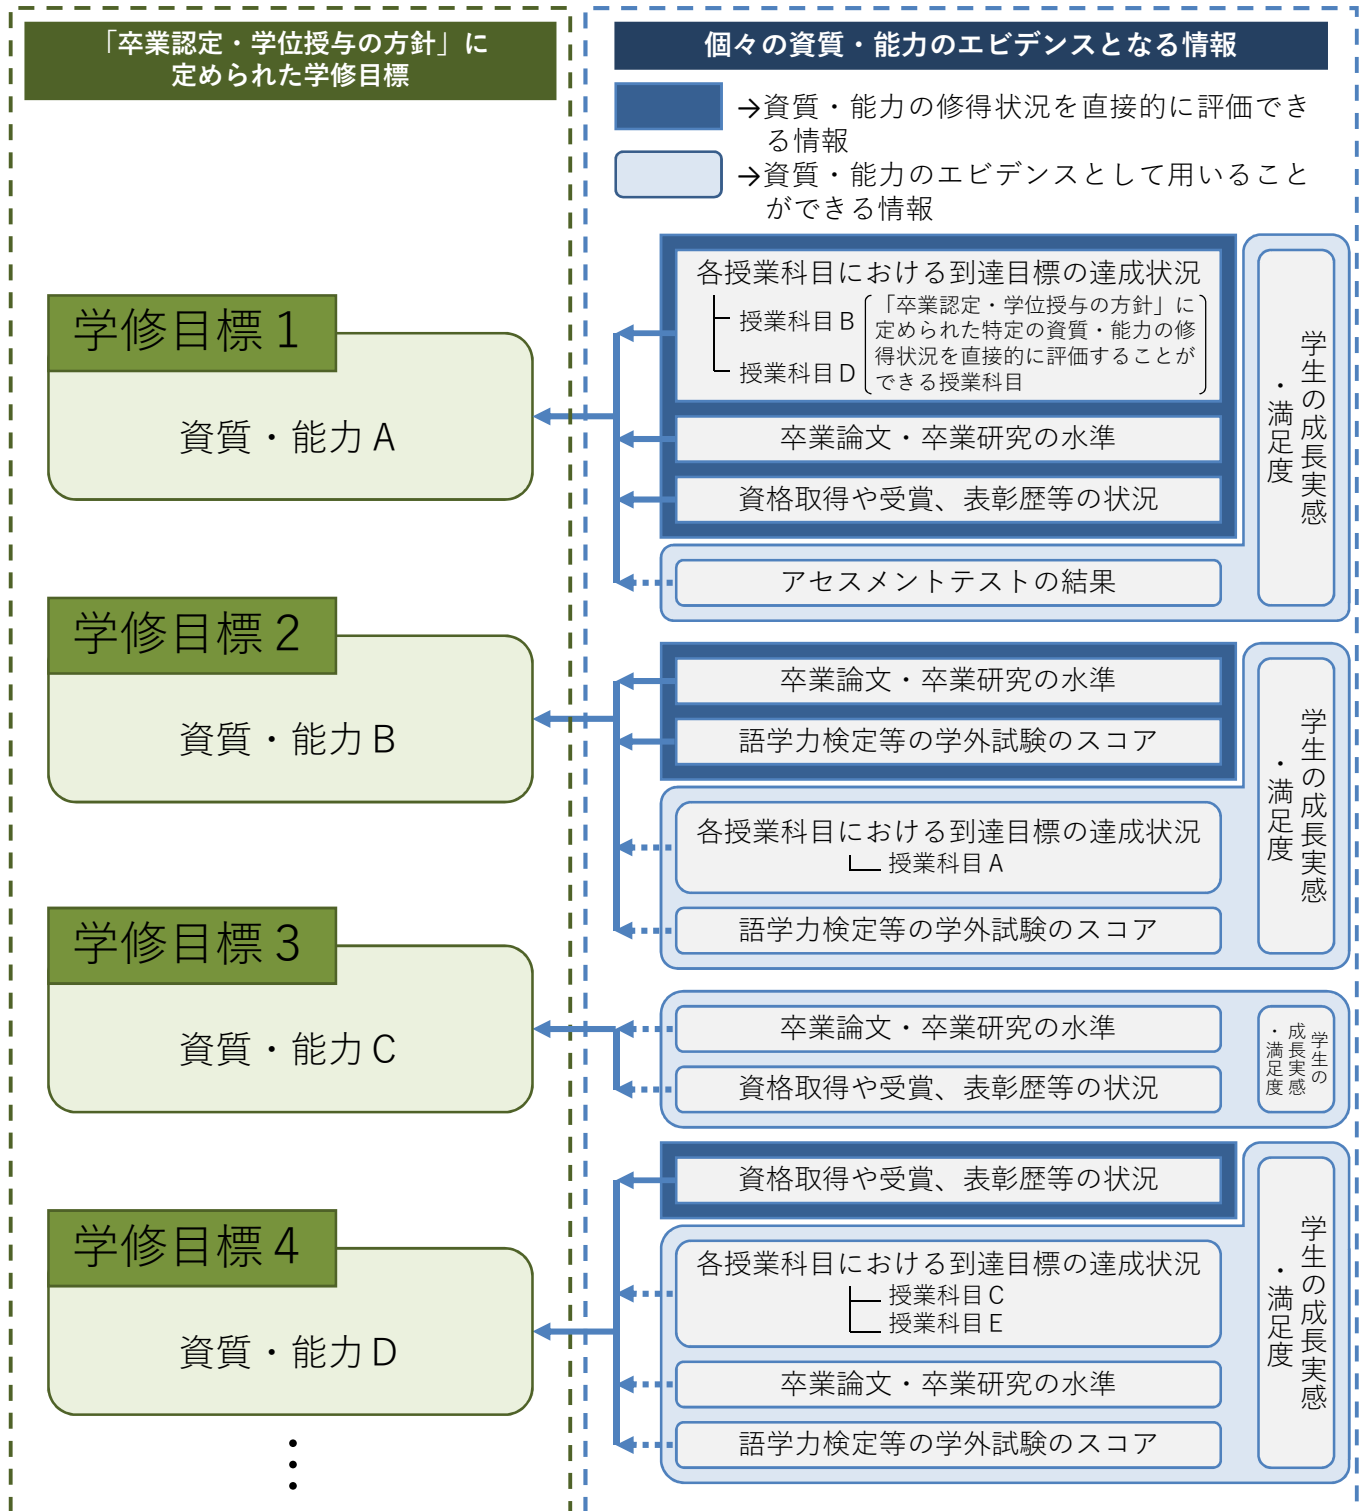 「卒業認定・学位授与の方針」に
定められた学修目標
学修目標１
資質・能力Ａ
学修目標２
資質・能力Ｂ
学修目標３
資質・能力Ｃ
学修目標４
資質・能力Ｄ
︙
個々の資質・能力のエビデンスとなる情報
→資質・能力の修得状況を直接的に評価でき
る情報
→資質・能力のエビデンスとして用いること
ができる情報
各授業科目における到達目標の達成状況
授業科目Ｂ
授業科目Ｄ
「卒業認定・学位授与の方針」に
定められた特定の資質・能力の修
得状況を直接的に評価することが
できる授業科目
卒業論文・卒業研究の水準
資格取得や受賞、表彰歴等の状況
アセスメントテストの結果
学生の成長実感
・満足度
卒業論文・卒業研究の水準
語学力検定等の学外試験のスコア
各授業科目における到達目標の達成状況
授業科目Ａ
語学力検定等の学外試験のスコア
学生の成長実感
・満足度
卒業論文・卒業研究の水準
資格取得や受賞、表彰歴等の状況
学生の
成長実感
・満足度
資格取得や受賞、表彰歴等の状況
各授業科目における到達目標の達成状況
授業科目Ｃ
授業科目Ｅ
卒業論文・卒業研究の水準
語学力検定等の学外試験のスコア
学生の成長実感
・満足度